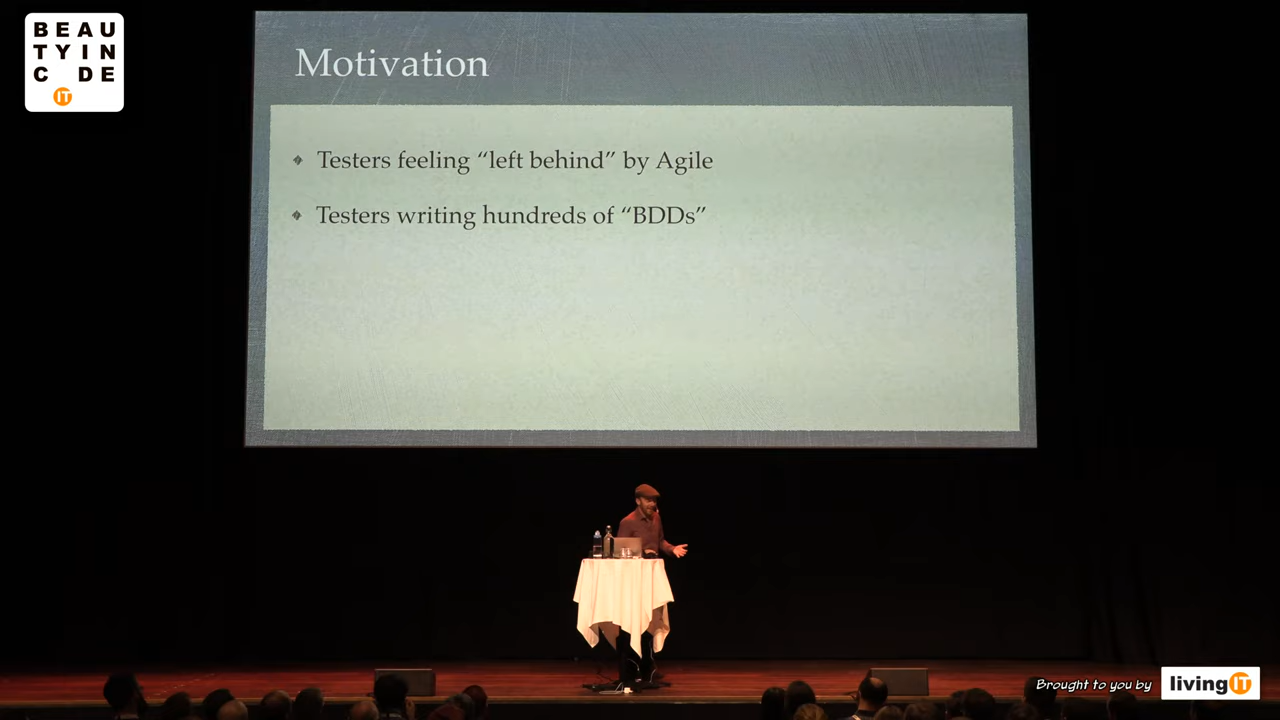 BEAU
TYIN
C DE
IT
Motivation
Testers feeling “left behind” by Agile
Testers writing hundreds of “BDDs”
Brought to you by
livingIT